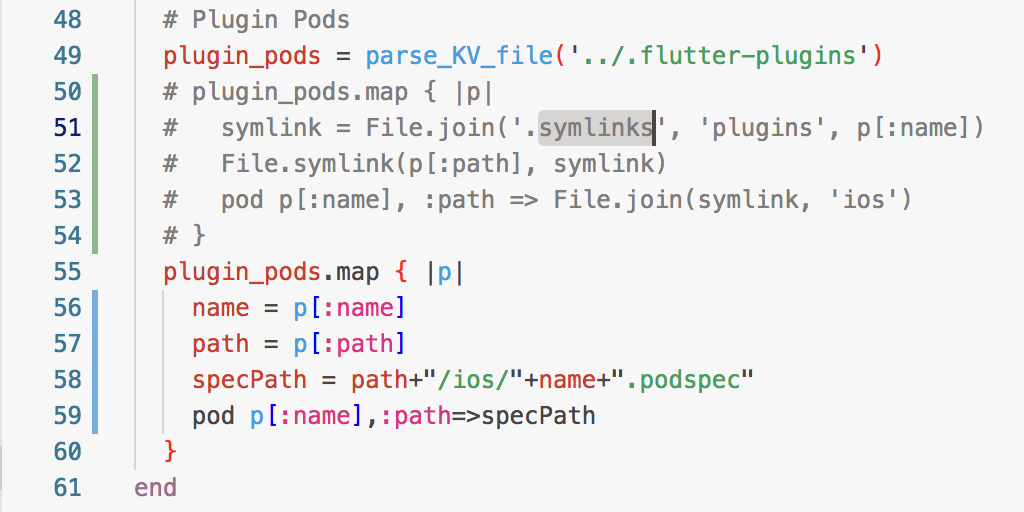 48 # Plugin Pods
49 plugin_pods = parse_KV_file('../.flutter-plugins')
50 # plugin_pods.map { |p|
51 #   symlink = File.join('.symlinks', 'plugins', p[:name])
52 #   File.symlink(p[:path], symlink)
53 #   pod p[:name], :path => File.join(symlink, 'ios')
54 # }
55 plugin_pods.map { |p|
56   name = p[:name]
57   path = p[:path]
58   specPath = path+"/ios/"+name+".podspec"
59   pod p[:name],:path=>specPath
60 }
61 end